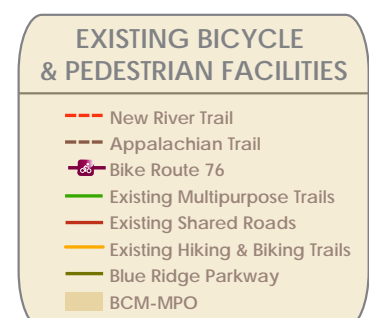 EXISTING BICYCLE
& PEDESTRIAN FACILITIES
New River Trail
Appalachian Trail
Bike Route 76
Existing Multipurpose Trails
Existing Shared Roads
Existing Hiking & Biking Trails
Blue Ridge Parkway
BCM-MPO